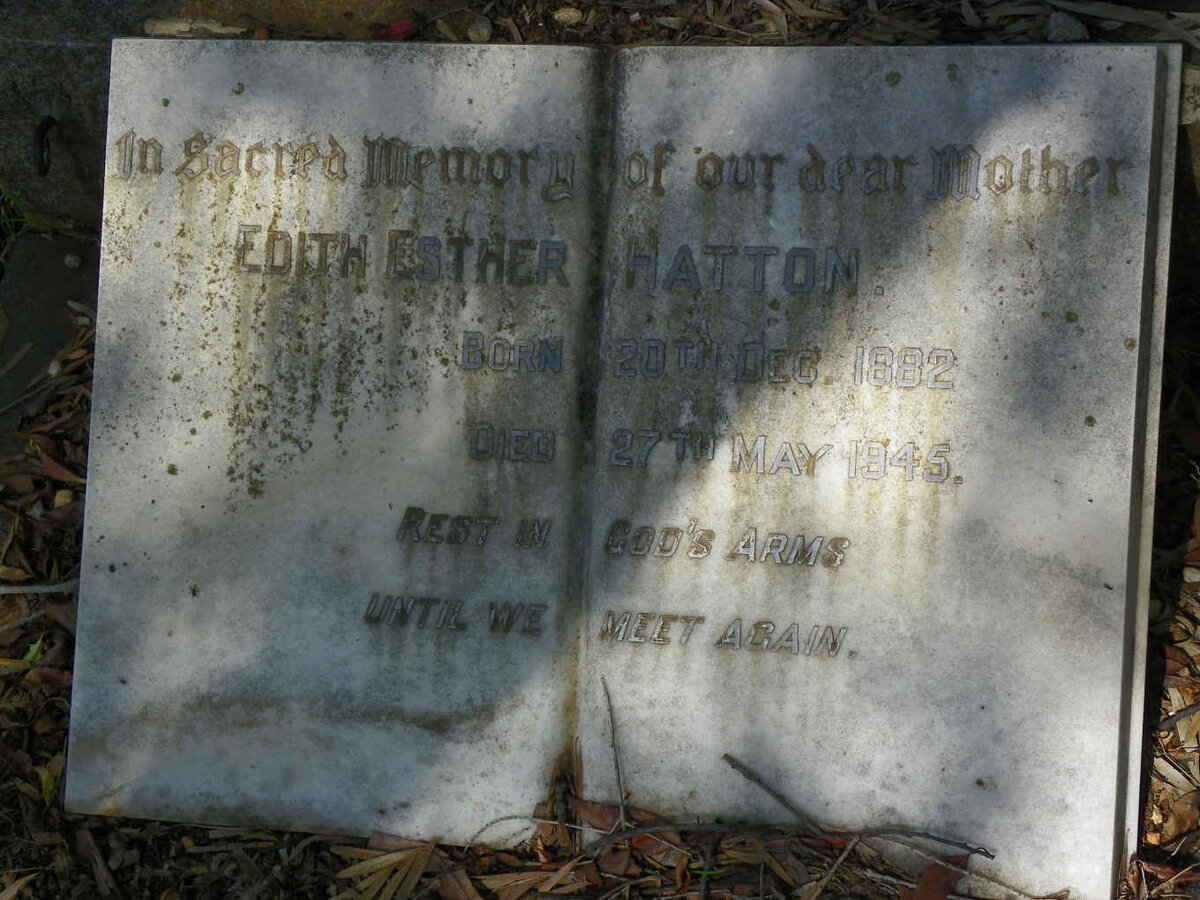 In Sacred Memory of our dear Mother
EDITH ESTHER HATTON.
BORN 20TH DEC 1882
DIED 27TH MAY 1945.
REST IN GOD'S ARMS
UNTIL WE MEET AGAIN.